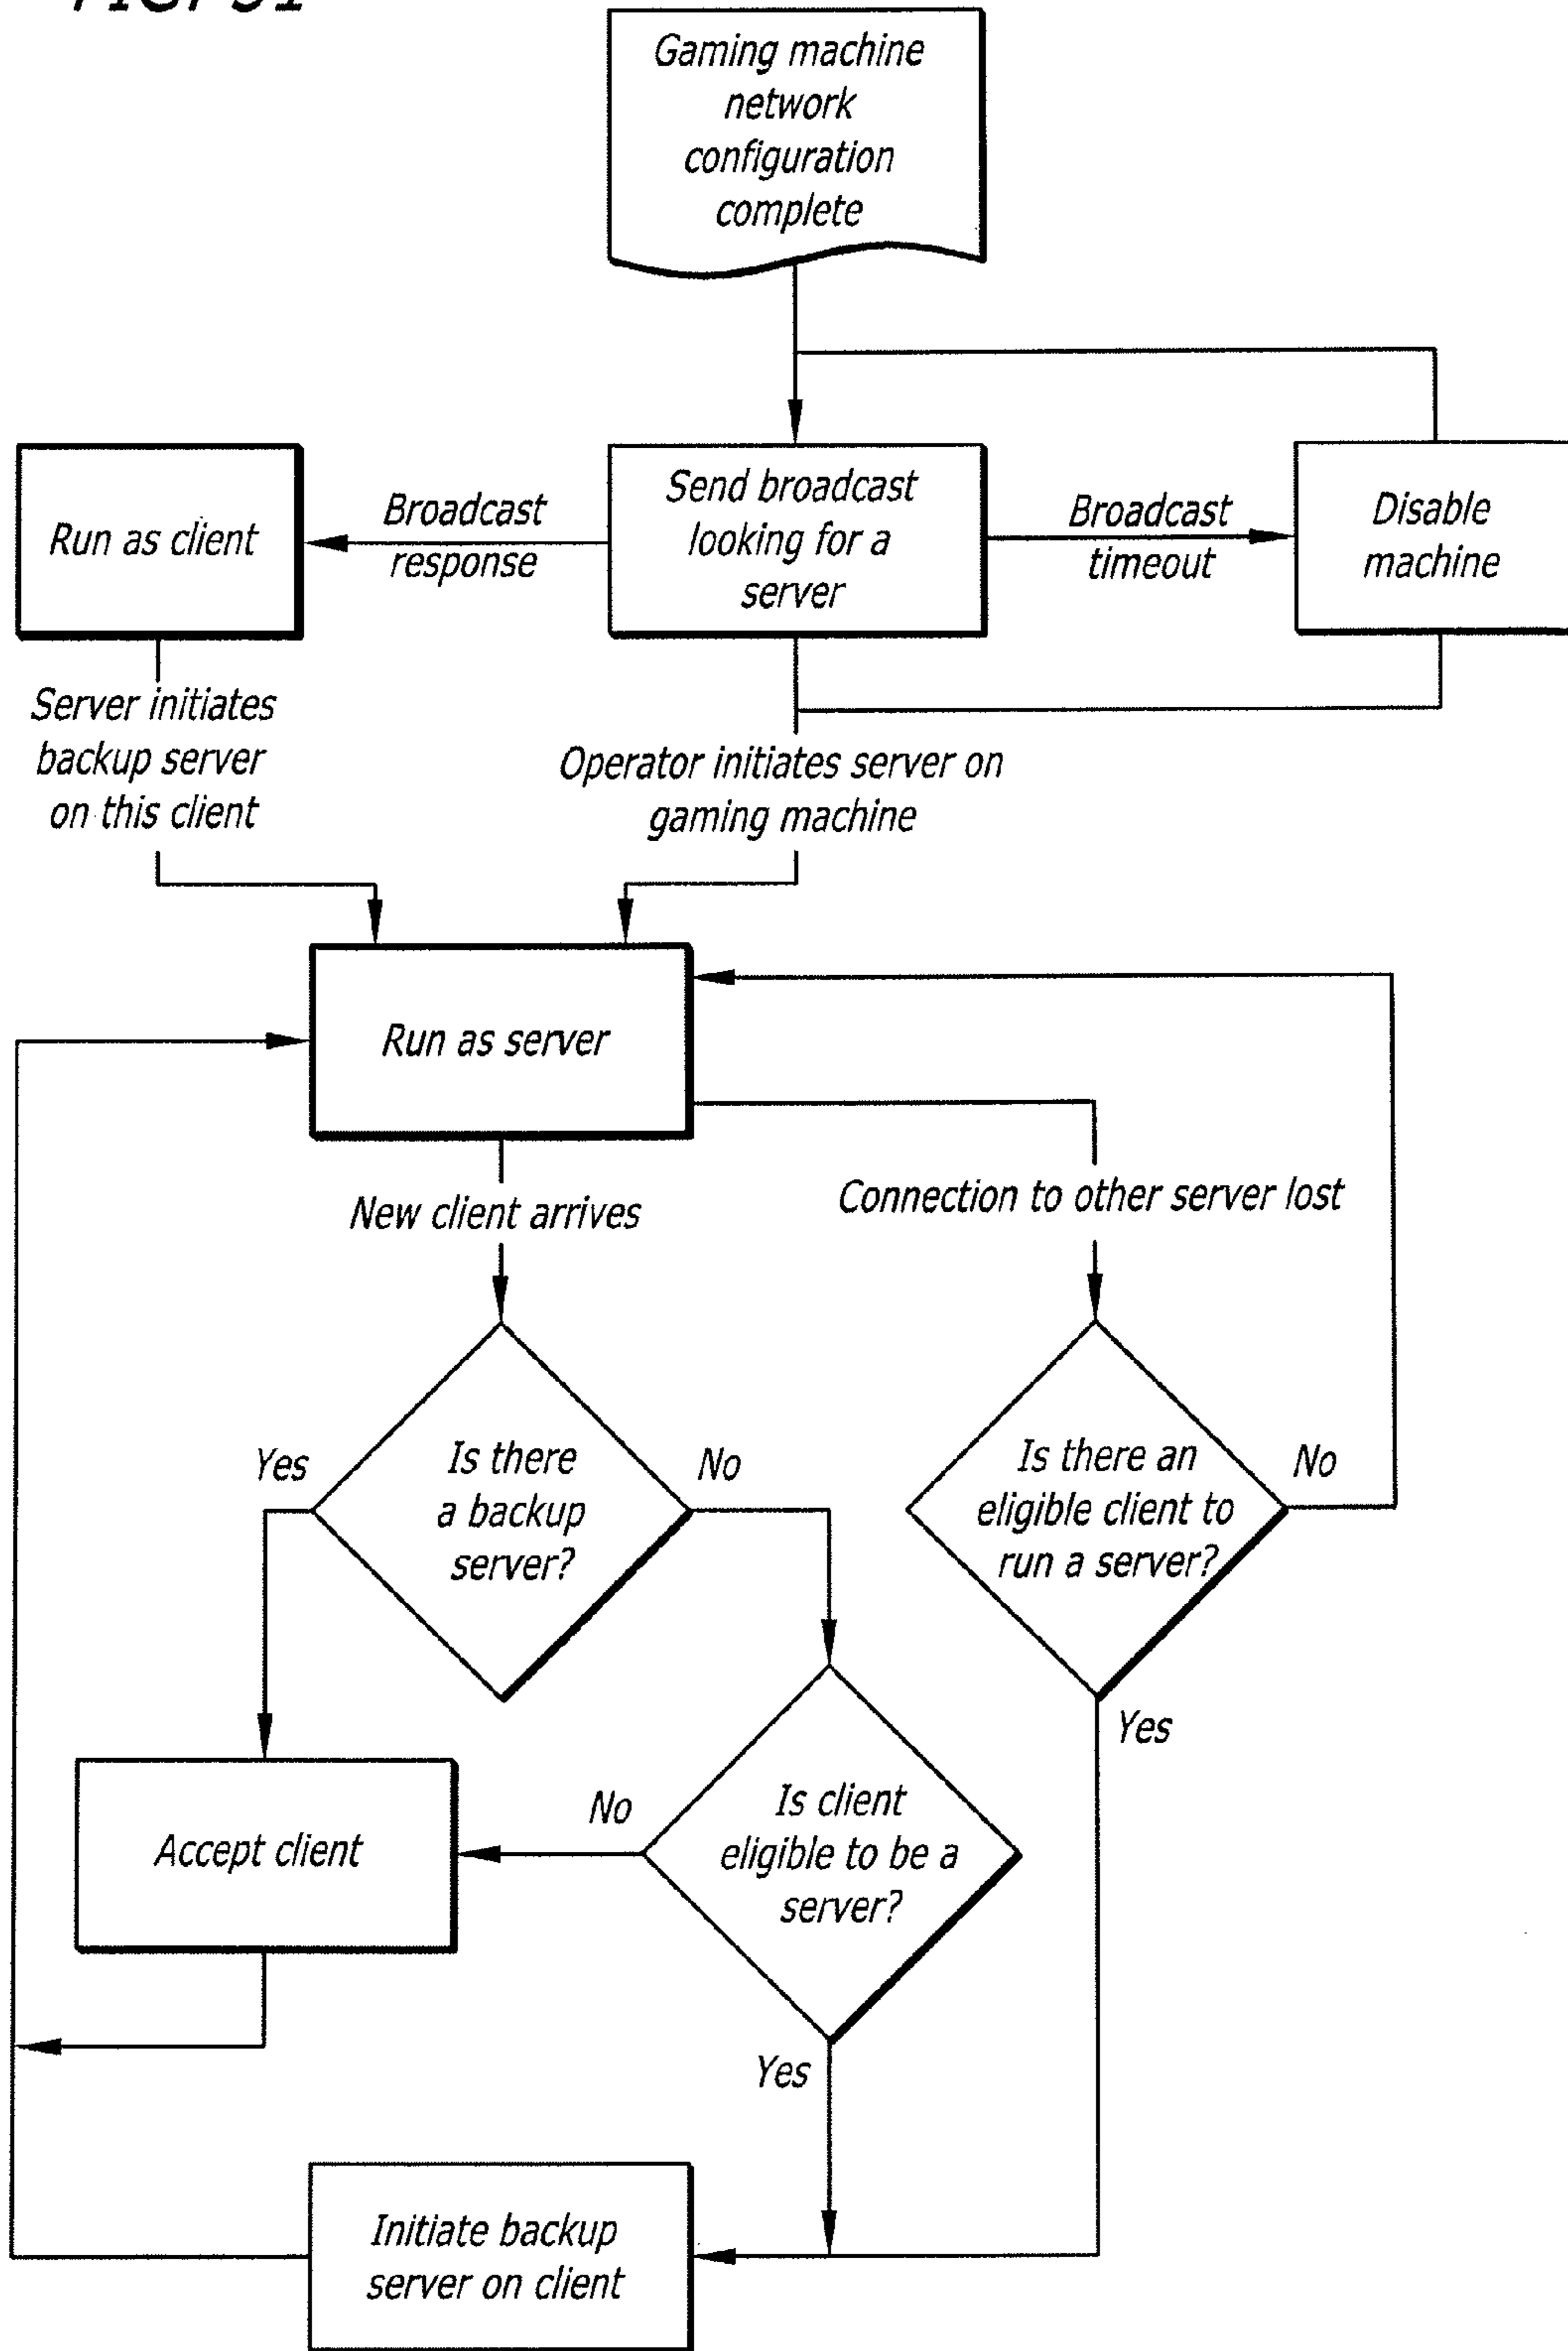 Gaming machine
network
configuration
complete
Run as client
Broadcast
response
Send broadcast
looking for a
server
Broadcast
timeout
Disable
machine
Server initiates
backup server
on this client
Operator initiates server on
gaming machine
Run as server
New client arrives
Connection to other server lost
Yes
Is there
a backup
server?
No
Is there an
eligible client to
run a server?
No
Yes
Accept client
No
Is client
eligible to be a
server?
Yes
Initiate backup
server on client